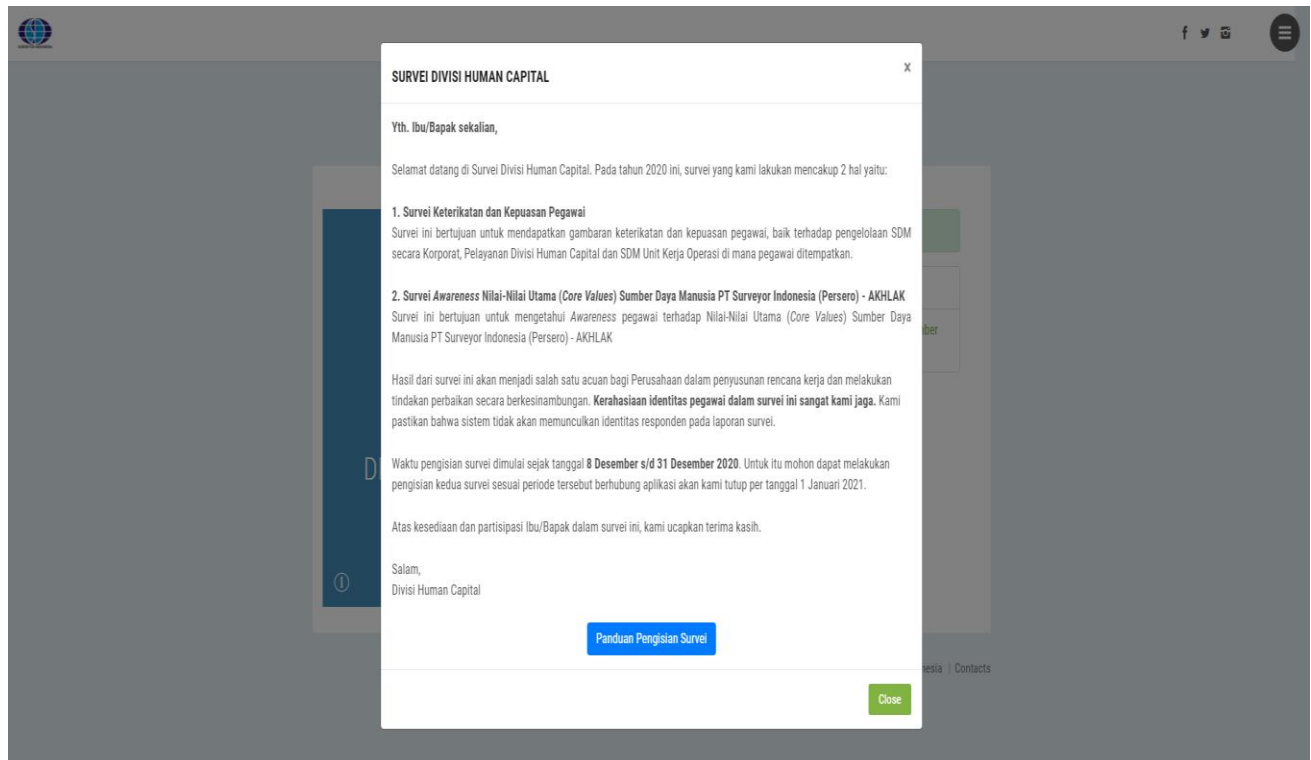 SURVEI DIVISI HUMAN CAPITAL
x
Yth. Ibu/Bapak sekalian,
Selamat datang di Survei Divisi Human Capital. Pada tahun 2020 ini, survei yang kami lakukan mencakup 2 hal yaitu:
1. Survei Keterikatan dan Kepuasan Pegawai
Survei ini bertujuan untuk mendapatkan gambaran keterikatan dan kepuasan pegawai, baik terhadap pengelolaan SDM
secara Korporat, Pelayanan Divisi Human Capital dan SDM Unit Kerja Operasi di mana pegawai ditempatkan.
2. Survei Awareness Nilai-Nilai Utama (Core Values) Sumber Daya Manusia PT Surveyor Indonesia (Persero) - AKHLAK
Survei ini bertujuan untuk mengetahui Awareness pegawai terhadap Nilai-Nilai Utama (Core Values) Sumber Daya
Manusia PT Surveyor Indonesia (Persero) - AKHLAK
Hasil dari survei ini akan menjadi salah satu acuan bagi Perusahaan dalam penyusunan rencana kerja dan melakukan
tindakan perbaikan secara berkesinambungan. Kerahasiaan identitas pegawai dalam survei ini sangat kami jaga. Kami
pastikan bahwa sistem tidak akan memunculkan identitas responden pada laporan survei.
Waktu pengisian survei dimulai sejak tanggal 8 Desember s/d 31 Desember 2020. Untuk itu mohon dapat melakukan
pengisian kedua survei sesuai periode tersebut berhubung aplikasi akan kami tutup per tanggal 1 Januari 2021.
Atas kesediaan dan partisipasi Ibu/Bapak dalam survei ini, kami ucapkan terima kasih.
Salam,
Divisi Human Capital
Panduan Pengisian Survei
| Contacts
Close